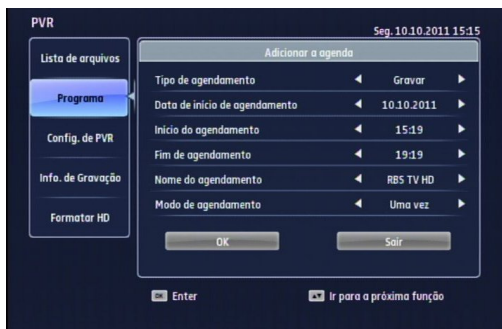 PVR
Seg. 10.10.2011 15:15
Lista de arquivos
Programa
Config. de PVR
Info. de Gravação
Formatar HD
Adicionar a agenda
Tipo de agendamento Gravar
Data de início de agendamento 10.10.2011
Inicio do agendamento 15:19
Fim de agendamento 19:19
Nome do agendamento RBS TV HD
Modo de agendamento Uma vez
OK Sair
OK Enter Ir para a próxima função